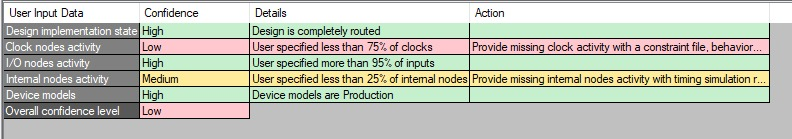 User Input Data Confidence Details Action
Design implementation state High Design is completely routed
Clock nodes activity Low User specified less than 75% of clocks Provide missing clock activity with a constraint file, behavior...
I/O nodes activity High User specified more than 95% of inputs
Internal nodes activity Medium User specified less than 25% of internal nodes Provide missing internal nodes activity with timing simulation r...
Device models High Device models are Production
Overall confidence level Low